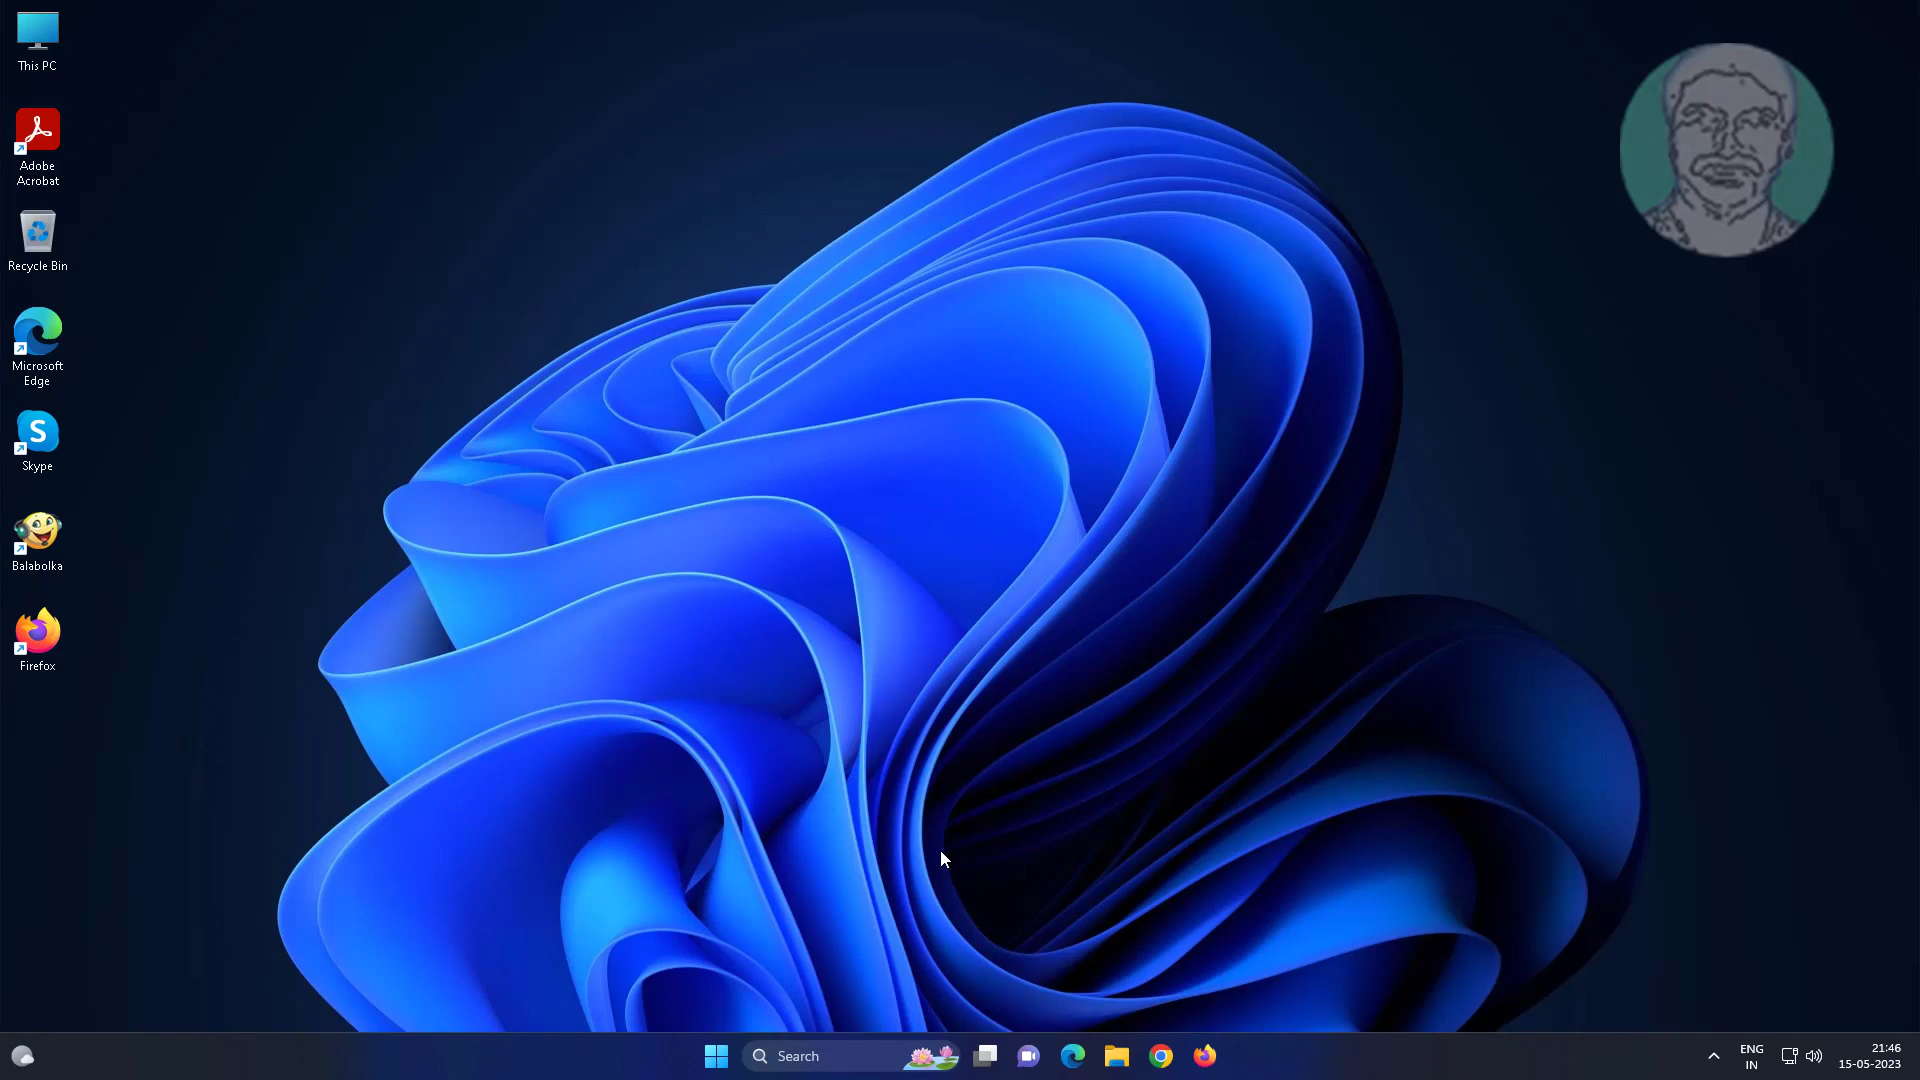 This PC
Adobe
Acrobat
Recycle Bin
Microsoft
Edge
S
Skype
Balabolka
Firefox
Search
ENG
IN
21:46
15-05-2023